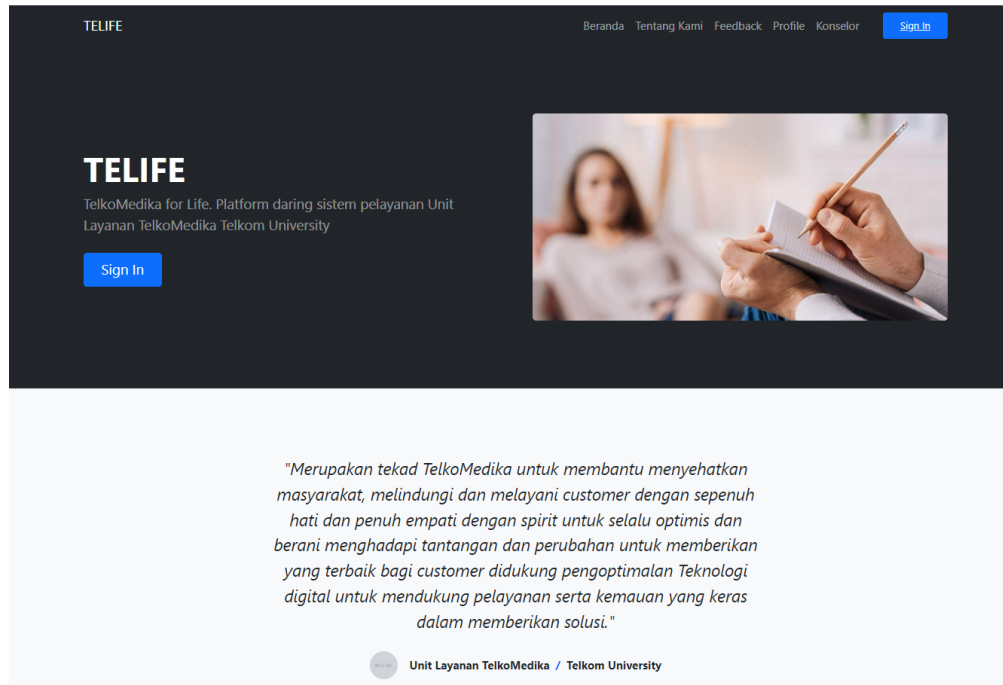 TELIFE
Beranda Tentang Kami Feedback Profile Konselor Sign In
TELIFE
TelkoMedika for Life. Platform daring sistem pelayanan Unit
Layanan TelkoMedika Telkom University
Sign In
"Merupakan tekad TelkoMedika untuk membantu menyehatkan
masyarakat, melindungi dan melayani customer dengan sepenuh
hati dan penuh empati dengan spirit untuk selalu optimis dan
berani menghadapi tantangan dan perubahan untuk memberikan
yang terbaik bagi customer didukung pengoptimalan Teknologi
digital untuk mendukung pelayanan serta kemauan yang keras
dalam memberikan solusi."
Unit Layanan TelkoMedika / Telkom University